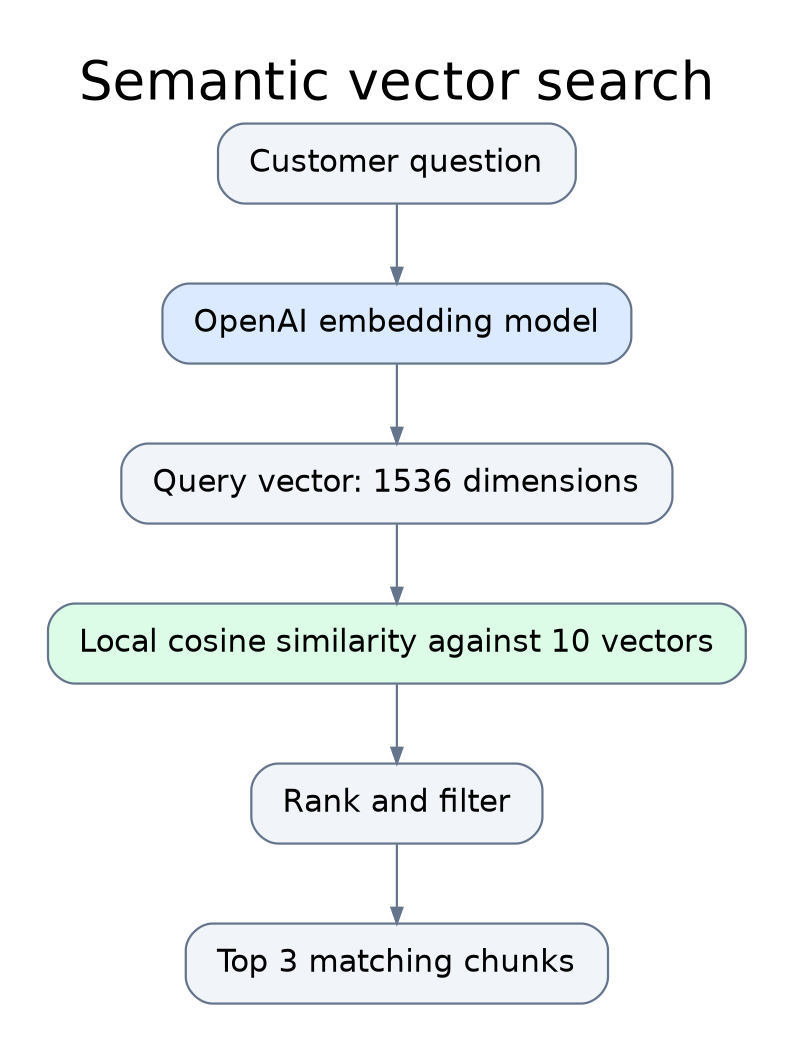 Semantic vector search
Customer question
OpenAI embedding model
Query vector: 1536 dimensions
Local cosine similarity against 10 vectors
Rank and filter
Top 3 matching chunks